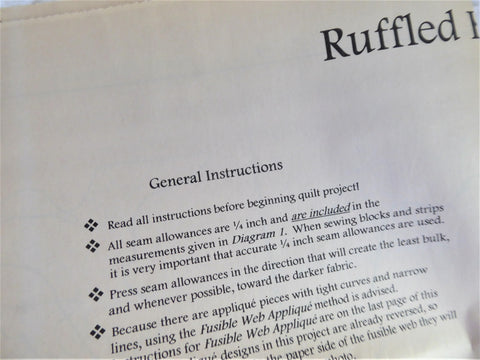 Ruffled
General Instructions
❖ Read all instructions before beginning quilt project!
❖ All seam allowances are ¼ inch and are included in the
measurements given in Diagram 1. When sewing blocks and strips
it is very important that accurate ¼ inch seam allowances are used.
❖ Press seam allowances in the direction that will create the least bulk,
and whenever possible, toward the darker fabric.
❖ Because there are appliqué pieces with tight curves and narrow
lines, using the Fusible Web Appliqué method is advised.
instructions for Fusible Web Appliqué are on the last page of this
designs in this project are already reversed, so
the paper side of the fusible web they will
photo.